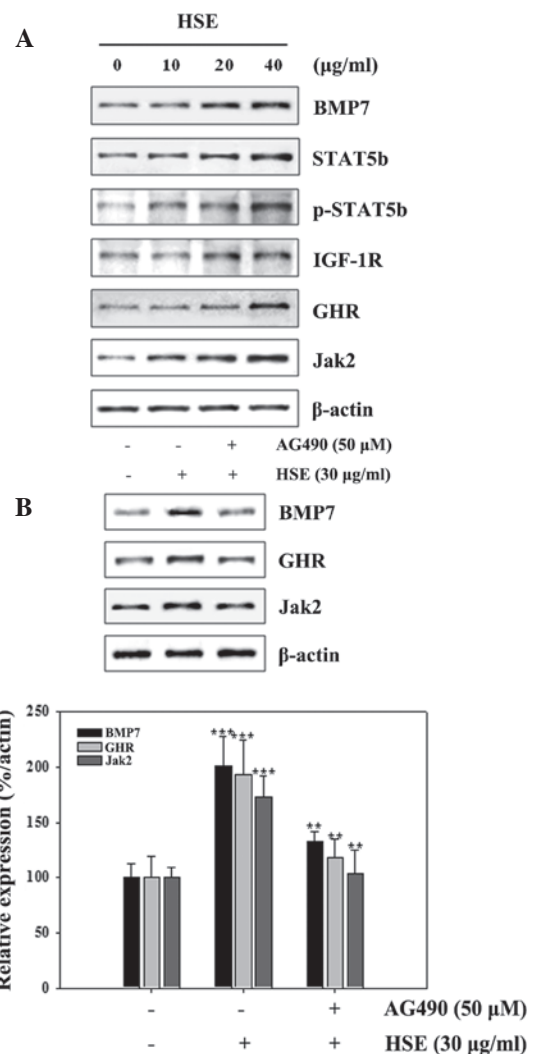 A
HSE
0 10 20 40 (μg/ml)
BMP7
STAT5b
p-STAT5b
IGF-1R
GHR
Jak2
β-actin
- - + AG490 (50 μM)
- + + HSE (30 μg/ml)
B
BMP7
GHR
Jak2
β-actin
Relative expression (%/actin)
250
200
150
100
50
0
BMP7
GHR
Jak2
*** *** ***
** ** **
- - + AG490 (50 μM)
- + + HSE (30 μg/ml)